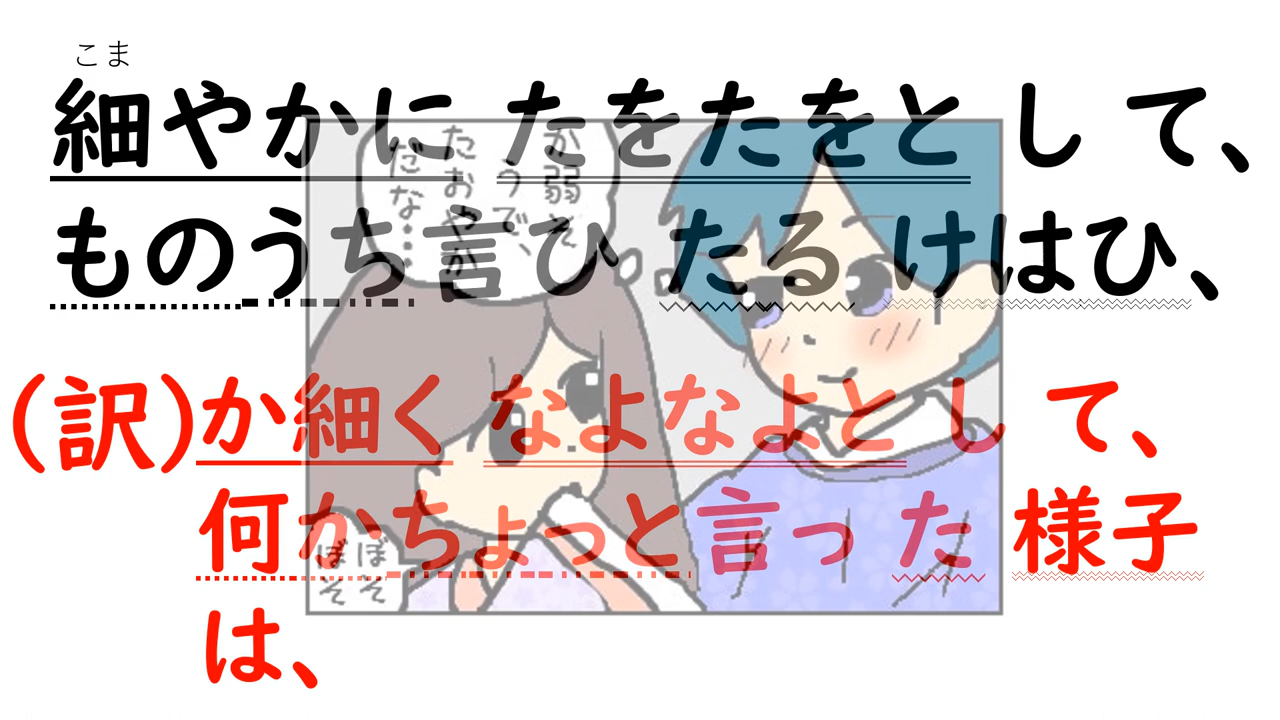 こま
細やかに たをたをと し て、
ものうち言ひ たる けはひ、
(訳)か細く なよなよと し て、
何かちょっと言っ た 様子
は、
か弱そ
うで、
たおやか
だな……
ぼそ
ぼそ